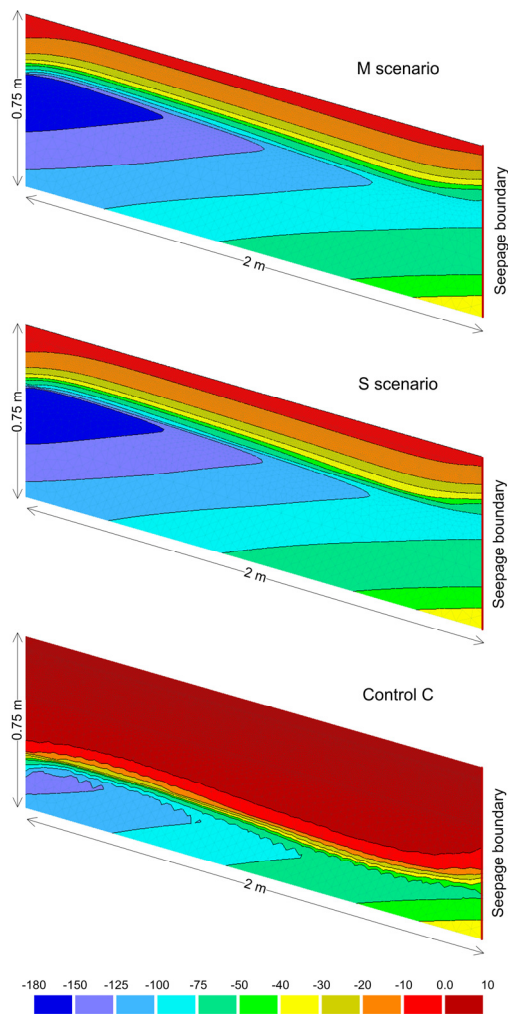 M scenario
0.75 m
2 m
Seepage boundary
S scenario
0.75 m
2 m
Seepage boundary
Control C
0.75 m
2 m
Seepage boundary
-180 -150 -125 -100 -75 -50 -40 -30 -20 -10 0.0 10